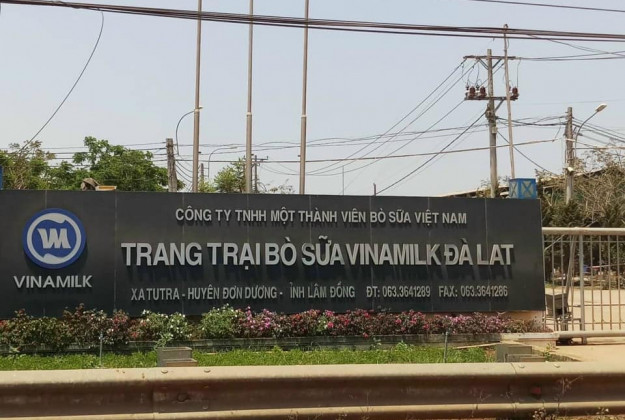 CÔNG TY TNHH MỘT THÀNH VIÊN BÒ SỮA VIỆT NAM
TRANG TRẠI BÒ SỮA VINAMILK ĐÀ LẠT
VINAMILK
XA TUTRA - HUYỆN ĐƠN DƯƠNG - ỈNH LÂM ĐỒNG ĐT: 063.3641289 FAX: 063.3641286